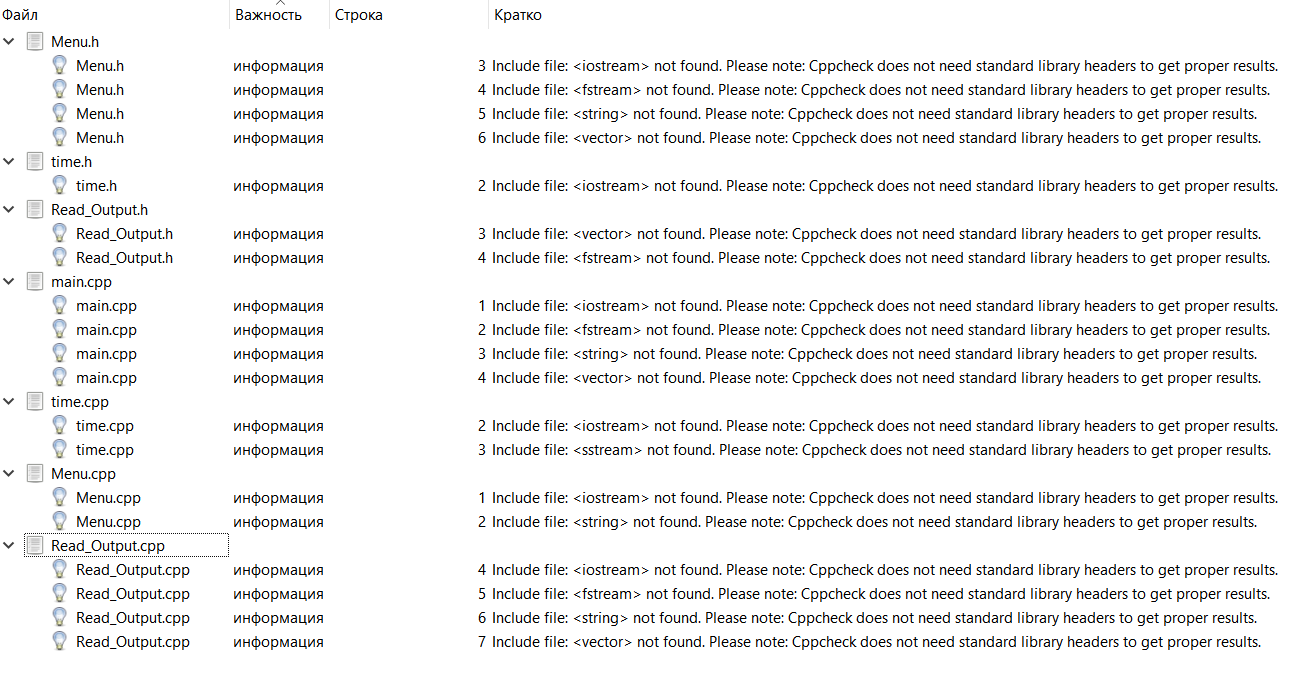 Файл Важность Строка Кратко
Menu.h
Menu.h информация 3 Include file: <iostream> not found. Please note: Cppcheck does not need standard library headers to get proper results.
Menu.h информация 4 Include file: <fstream> not found. Please note: Cppcheck does not need standard library headers to get proper results.
Menu.h информация 5 Include file: <string> not found. Please note: Cppcheck does not need standard library headers to get proper results.
Menu.h информация 6 Include file: <vector> not found. Please note: Cppcheck does not need standard library headers to get proper results.
time.h
time.h информация 2 Include file: <iostream> not found. Please note: Cppcheck does not need standard library headers to get proper results.
Read_Output.h
Read_Output.h информация 3 Include file: <vector> not found. Please note: Cppcheck does not need standard library headers to get proper results.
Read_Output.h информация 4 Include file: <fstream> not found. Please note: Cppcheck does not need standard library headers to get proper results.
main.cpp
main.cpp информация 1 Include file: <iostream> not found. Please note: Cppcheck does not need standard library headers to get proper results.
main.cpp информация 2 Include file: <fstream> not found. Please note: Cppcheck does not need standard library headers to get proper results.
main.cpp информация 3 Include file: <string> not found. Please note: Cppcheck does not need standard library headers to get proper results.
main.cpp информация 4 Include file: <vector> not found. Please note: Cppcheck does not need standard library headers to get proper results.
time.cpp
time.cpp информация 2 Include file: <iostream> not found. Please note: Cppcheck does not need standard library headers to get proper results.
time.cpp информация 3 Include file: <sstream> not found. Please note: Cppcheck does not need standard library headers to get proper results.
Menu.cpp
Menu.cpp информация 1 Include file: <iostream> not found. Please note: Cppcheck does not need standard library headers to get proper results.
Menu.cpp информация 2 Include file: <string> not found. Please note: Cppcheck does not need standard library headers to get proper results.
Read_Output.cpp
Read_Output.cpp информация 4 Include file: <iostream> not found. Please note: Cppcheck does not need standard library headers to get proper results.
Read_Output.cpp информация 5 Include file: <fstream> not found. Please note: Cppcheck does not need standard library headers to get proper results.
Read_Output.cpp информация 6 Include file: <string> not found. Please note: Cppcheck does not need standard library headers to get proper results.
Read_Output.cpp информация 7 Include file: <vector> not found. Please note: Cppcheck does not need standard library headers to get proper results.